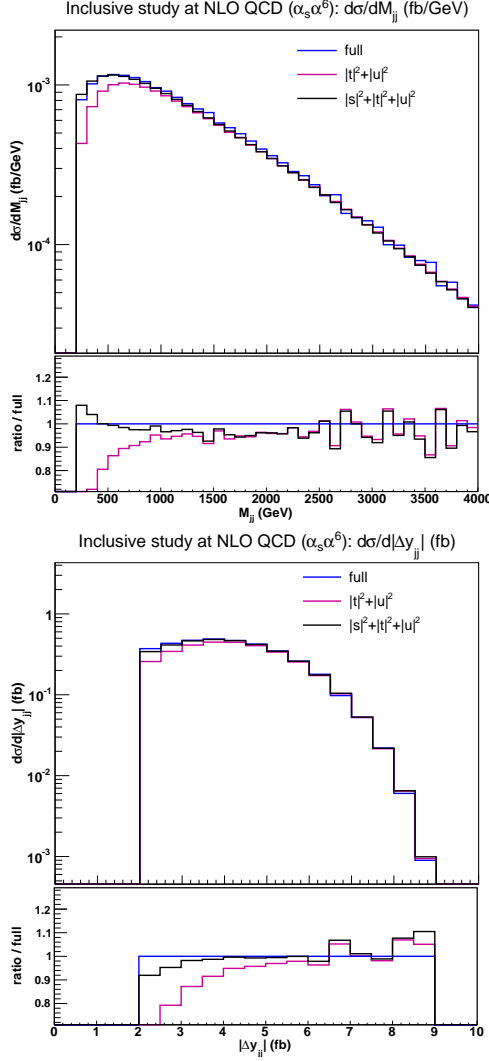 Inclusive study at NLO QCD (αₛα⁶): dσ/dMⱼⱼ (fb/GeV)
full
|t|²+|u|²
|s|²+|t|²+|u|²
dσ/dMⱼⱼ (fb/GeV)
10⁻³
10⁻⁴
ratio / full
1.2
1.1
1
0.9
0.8
0 500 1000 1500 2000 2500 3000 3500 4000
Mⱼⱼ (GeV)
Inclusive study at NLO QCD (αₛα⁶): dσ/d|Δyⱼⱼ| (fb)
full
|t|²+|u|²
|s|²+|t|²+|u|²
dσ/d|Δyⱼⱼ| (fb)
1
10⁻¹
10⁻²
10⁻³
ratio / full
1.2
1.1
1
0.9
0.8
0 1 2 3 4 5 6 7 8 9 10
|Δyⱼⱼ| (fb)